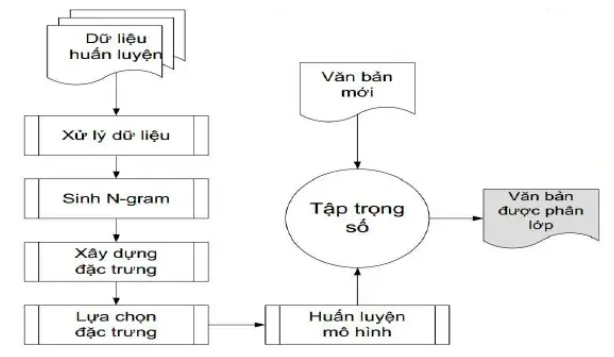 Dữ liệu
huấn luyện
Xử lý dữ liệu
Sinh N-gram
Xây dựng
đặc trưng
Lựa chọn
đặc trưng
Huấn luyện
mô hình
Văn bản
mới
Tập trọng
số
Văn bản
được phân
lớp